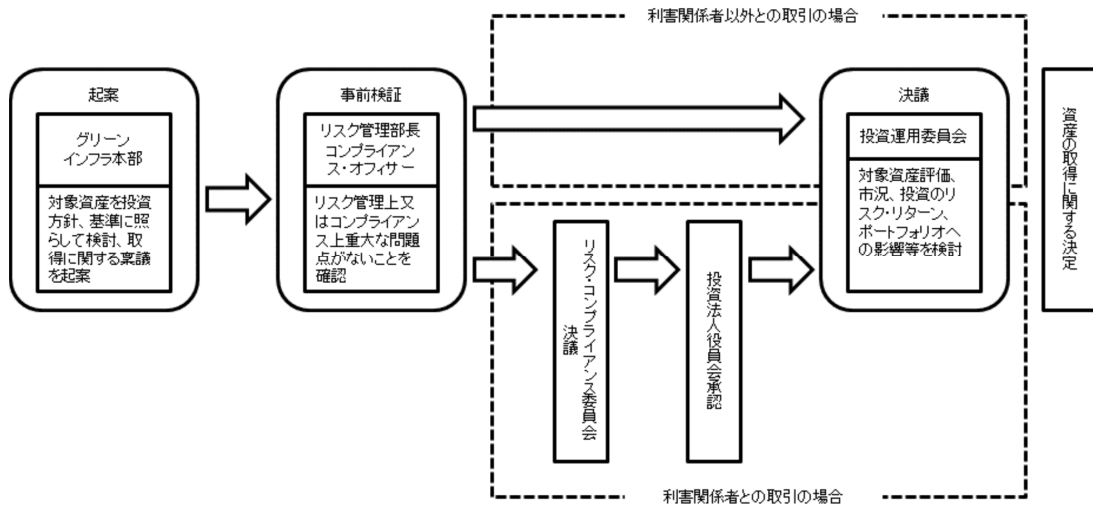 利害関係者以外との取引の場合
起案
グリーン
インフラ本部
対象資産を投資
方針、基準に照
らして検討、取
得に関する稟議
を起案
事前検証
リスク管理部長
コンプライアン
ス・オフィサー
リスク管理上又
はコンプライアン
ス上重大な問題
点がないことを
確認
リスク・コンプライアンス委員会
決議
投資法人役員会承認
決議
投資運用委員会
対象資産評価、
市況、投資のリ
スク・リターン、
ポートフォリオへ
の影響等を検討
資産の取得に関する決定
利害関係者との取引の場合